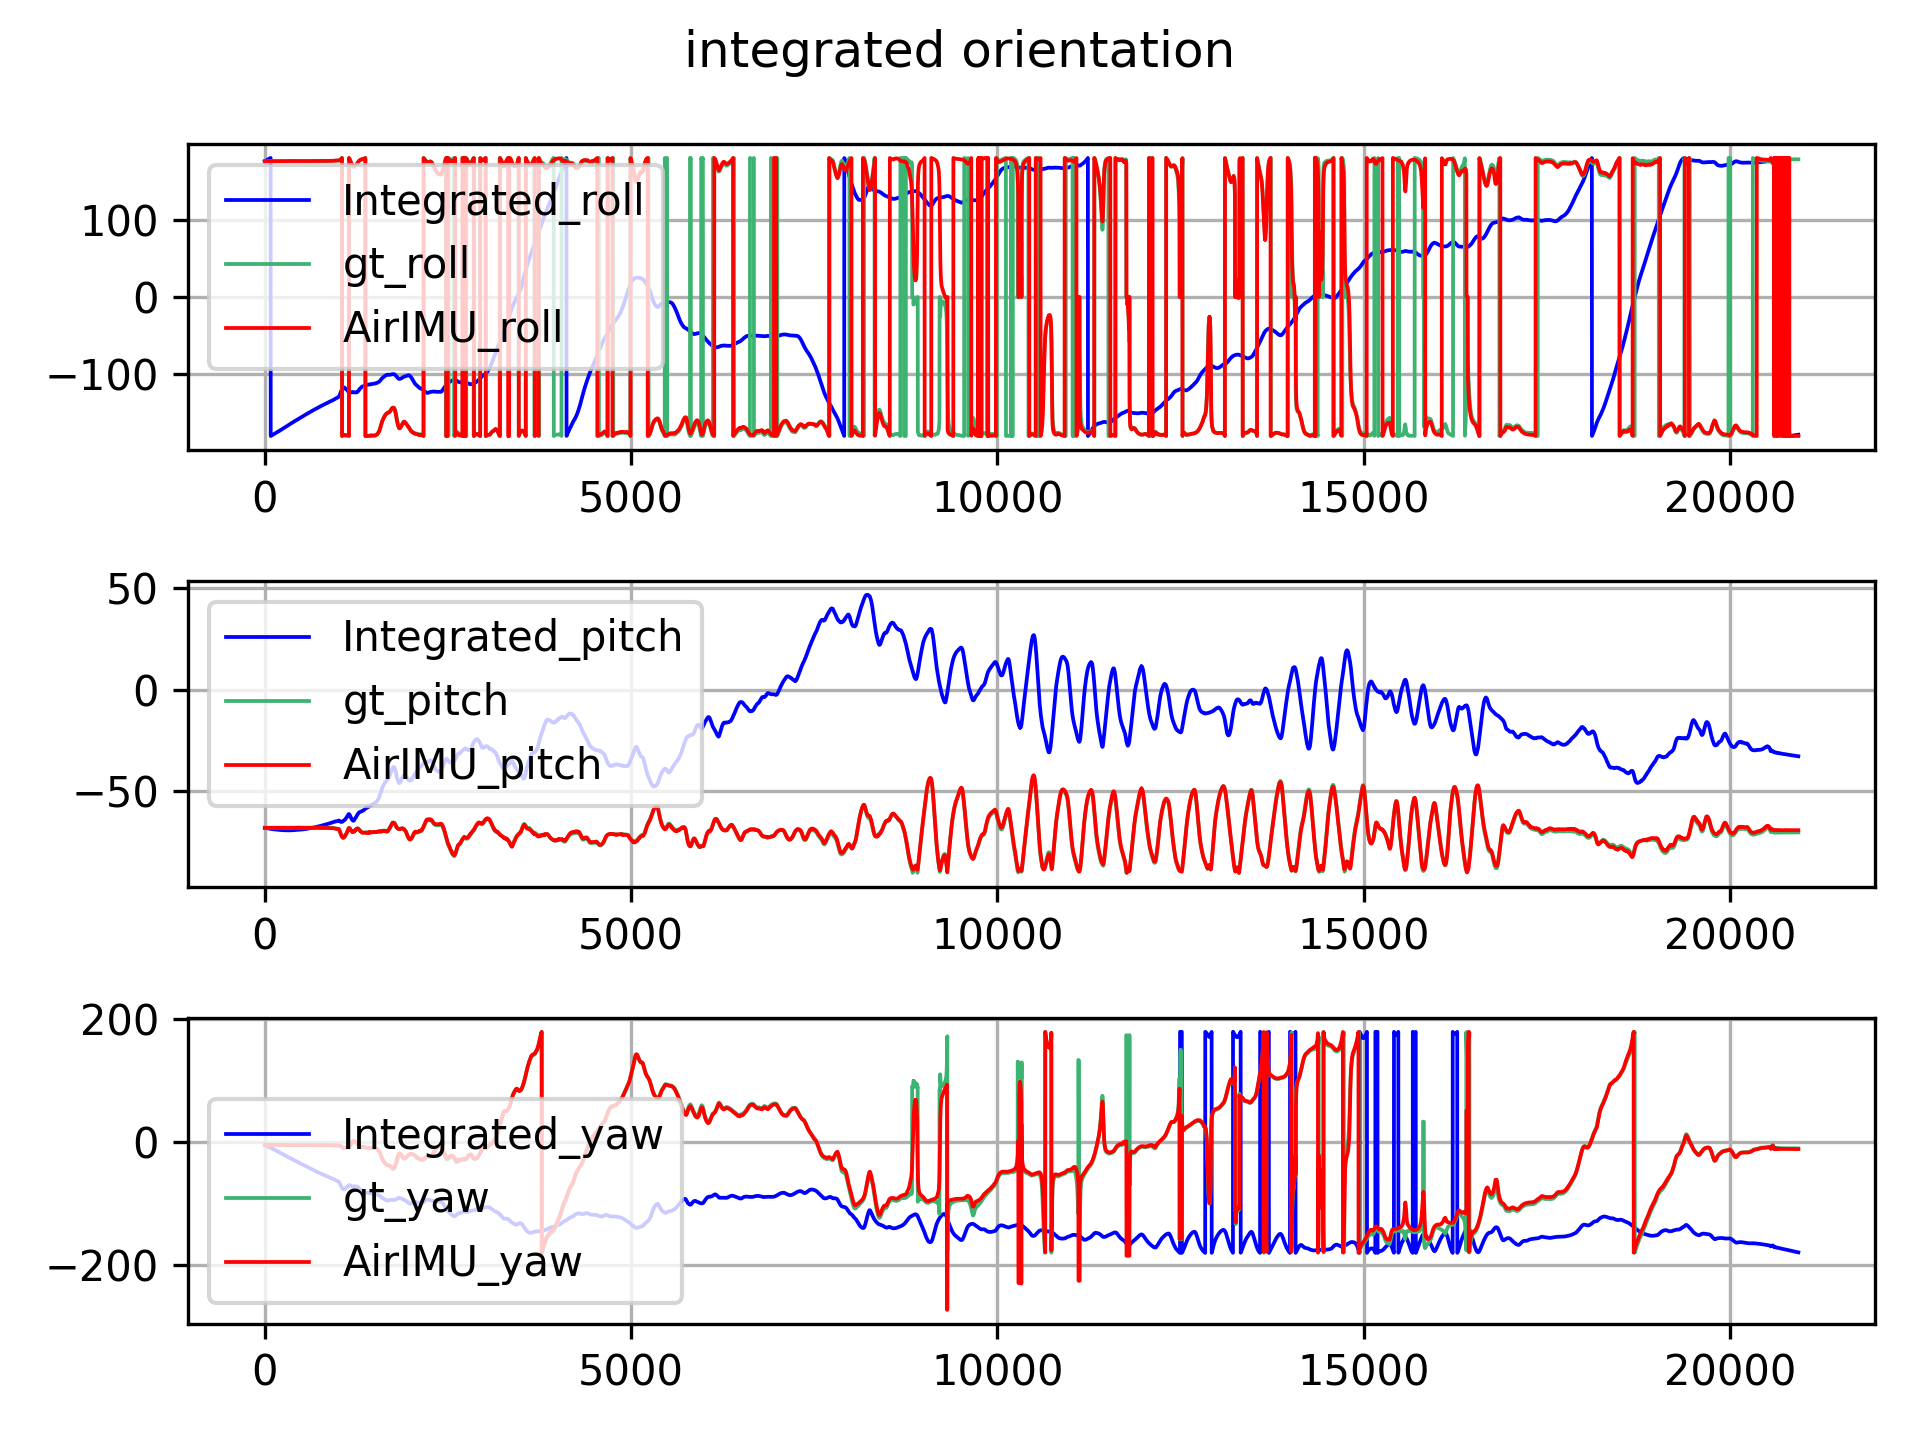 integrated orientation
100
0
−100
Integrated_roll
gt_roll
AirIMU_roll
0 5000 10000 15000 20000
50
0
−50
Integrated_pitch
gt_pitch
AirIMU_pitch
0 5000 10000 15000 20000
200
0
−200
Integrated_yaw
gt_yaw
AirIMU_yaw
0 5000 10000 15000 20000